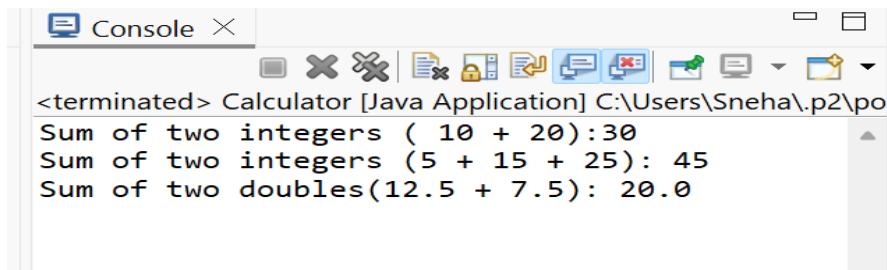 Console
<terminated> Calculator [Java Application] C:\Users\Sneha\.p2\po
Sum of two integers ( 10 + 20):30
Sum of two integers (5 + 15 + 25): 45
Sum of two doubles(12.5 + 7.5): 20.0